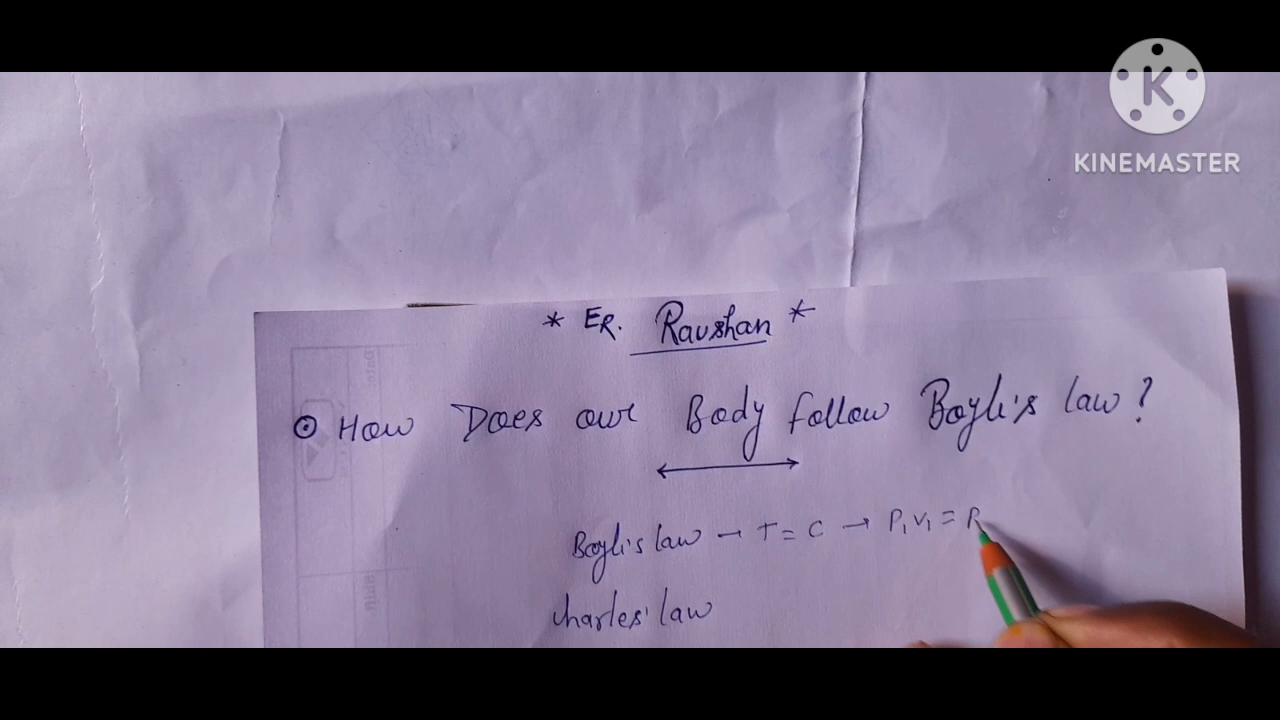 KINEMASTER
* ER. Raushan *
How Does our Body follow Boyle's law?
Boyle's law → T = C → P₁V₁ = P
Charles' law